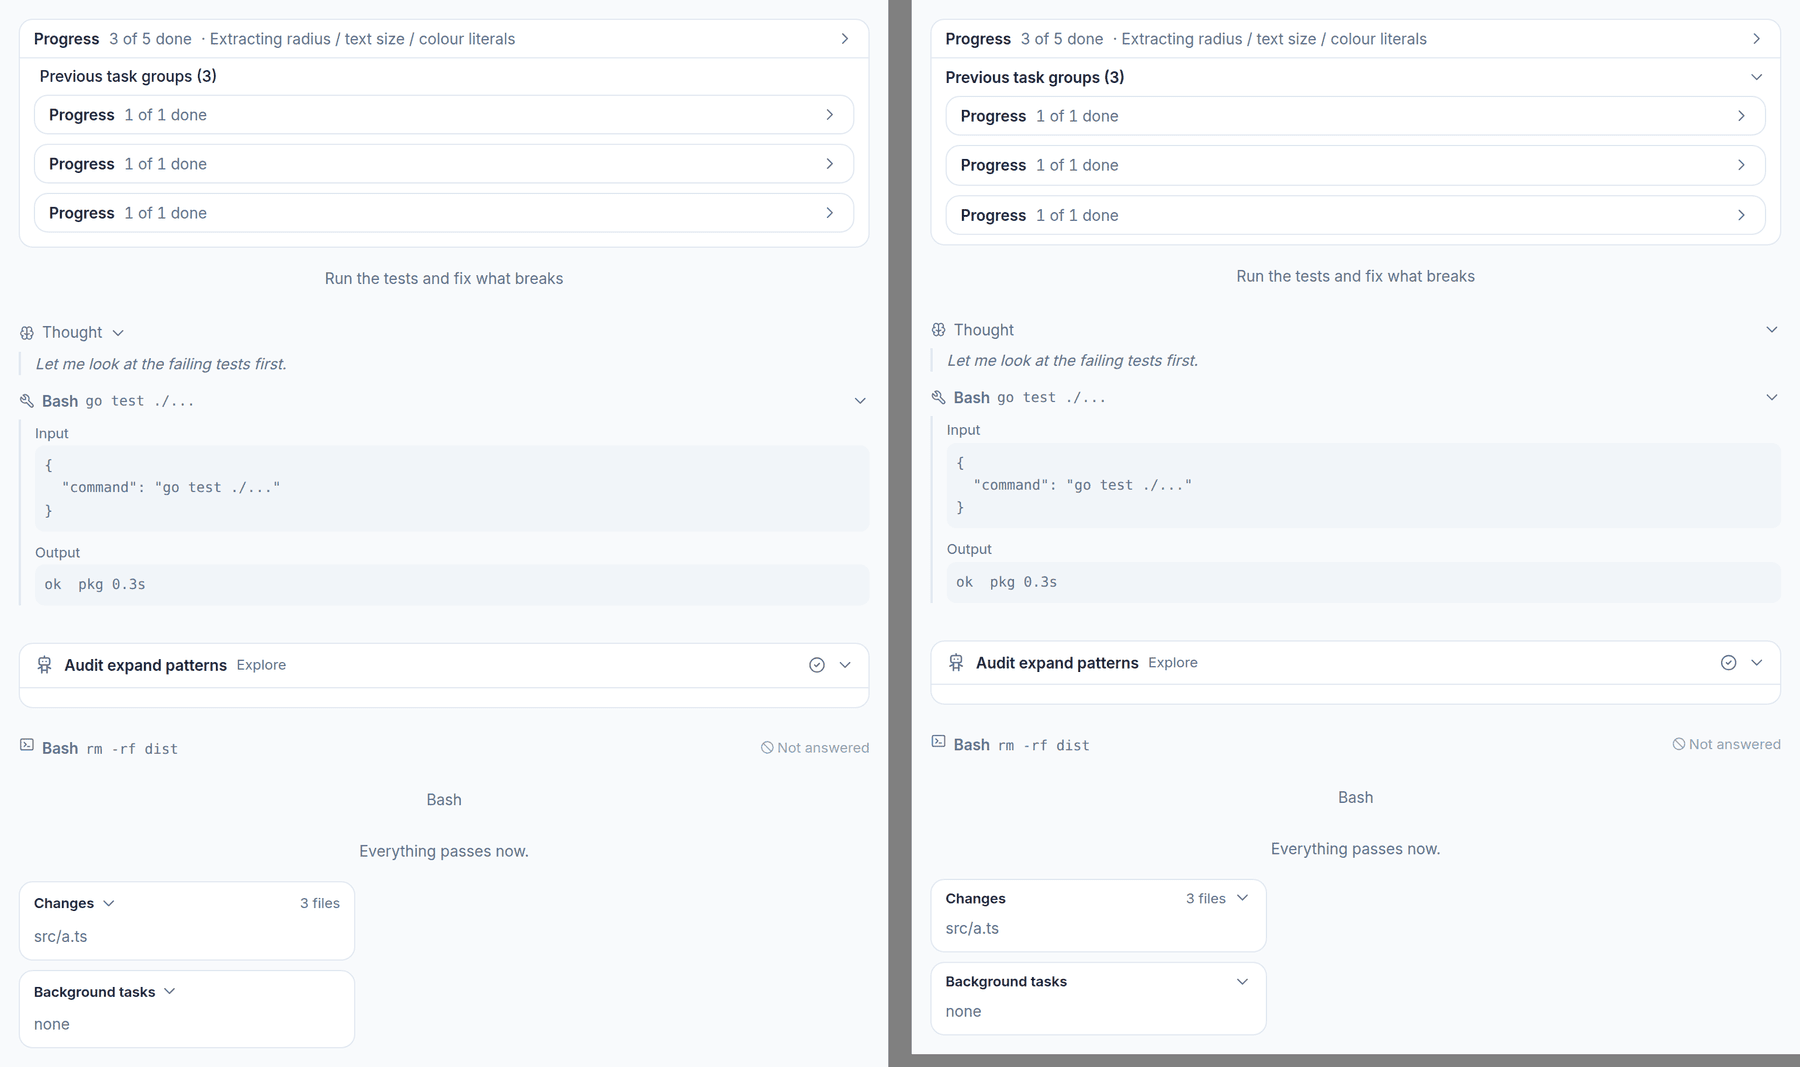 Progress 3 of 5 done · Extracting radius / text size / colour literals
Previous task groups (3)
Progress 1 of 1 done
Progress 1 of 1 done
Progress 1 of 1 done
Run the tests and fix what breaks
Thought
Let me look at the failing tests first.
Bash go test ./...
Input
{
"command": "go test ./..."
}
Output
ok  pkg 0.3s
Audit expand patterns Explore
Bash rm -rf dist Not answered
Bash
Everything passes now.
Changes 3 files
src/a.ts
Background tasks
none
Progress 3 of 5 done · Extracting radius / text size / colour literals
Previous task groups (3)
Progress 1 of 1 done
Progress 1 of 1 done
Progress 1 of 1 done
Run the tests and fix what breaks
Thought
Let me look at the failing tests first.
Bash go test ./...
Input
{
"command": "go test ./..."
}
Output
ok  pkg 0.3s
Audit expand patterns Explore
Bash rm -rf dist Not answered
Bash
Everything passes now.
Changes 3 files
src/a.ts
Background tasks
none